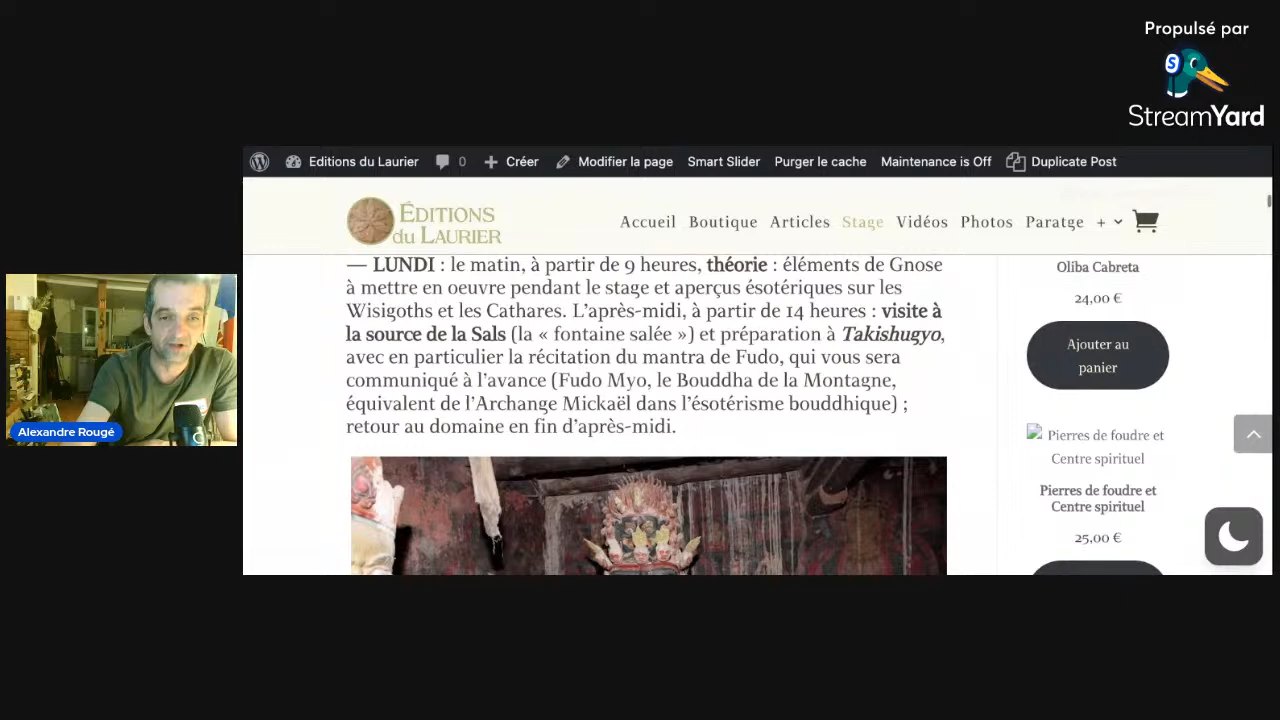 Propulsé par
StreamYard
Editions du Laurier
0
Créer
Modifier la page
Smart Slider
Purger le cache
Maintenance is Off
Duplicate Post
ÉDITIONS
DU LAURIER
Accueil
Boutique
Articles
Stage
Vidéos
Photos
Paratge
+
— LUNDI : le matin, à partir de 9 heures, théorie : éléments de Gnose
à mettre en oeuvre pendant le stage et aperçus ésotériques sur les
Wisigoths et les Cathares. L’après-midi, à partir de 14 heures : visite à
la source de la Sals (la « fontaine salée ») et préparation à Takishugyo,
avec en particulier la récitation du mantra de Fudo, qui vous sera
communiqué à l’avance (Fudo Myo, le Bouddha de la Montagne,
équivalent de l’Archange Mickaël dans l’ésotérisme bouddhique) ;
retour au domaine en fin d’après-midi.
Oliba Cabreta
24,00 €
Ajouter au
panier
Pierres de foudre et
Centre spirituel
Pierres de foudre et
Centre spirituel
25,00 €
Alexandre Rougé